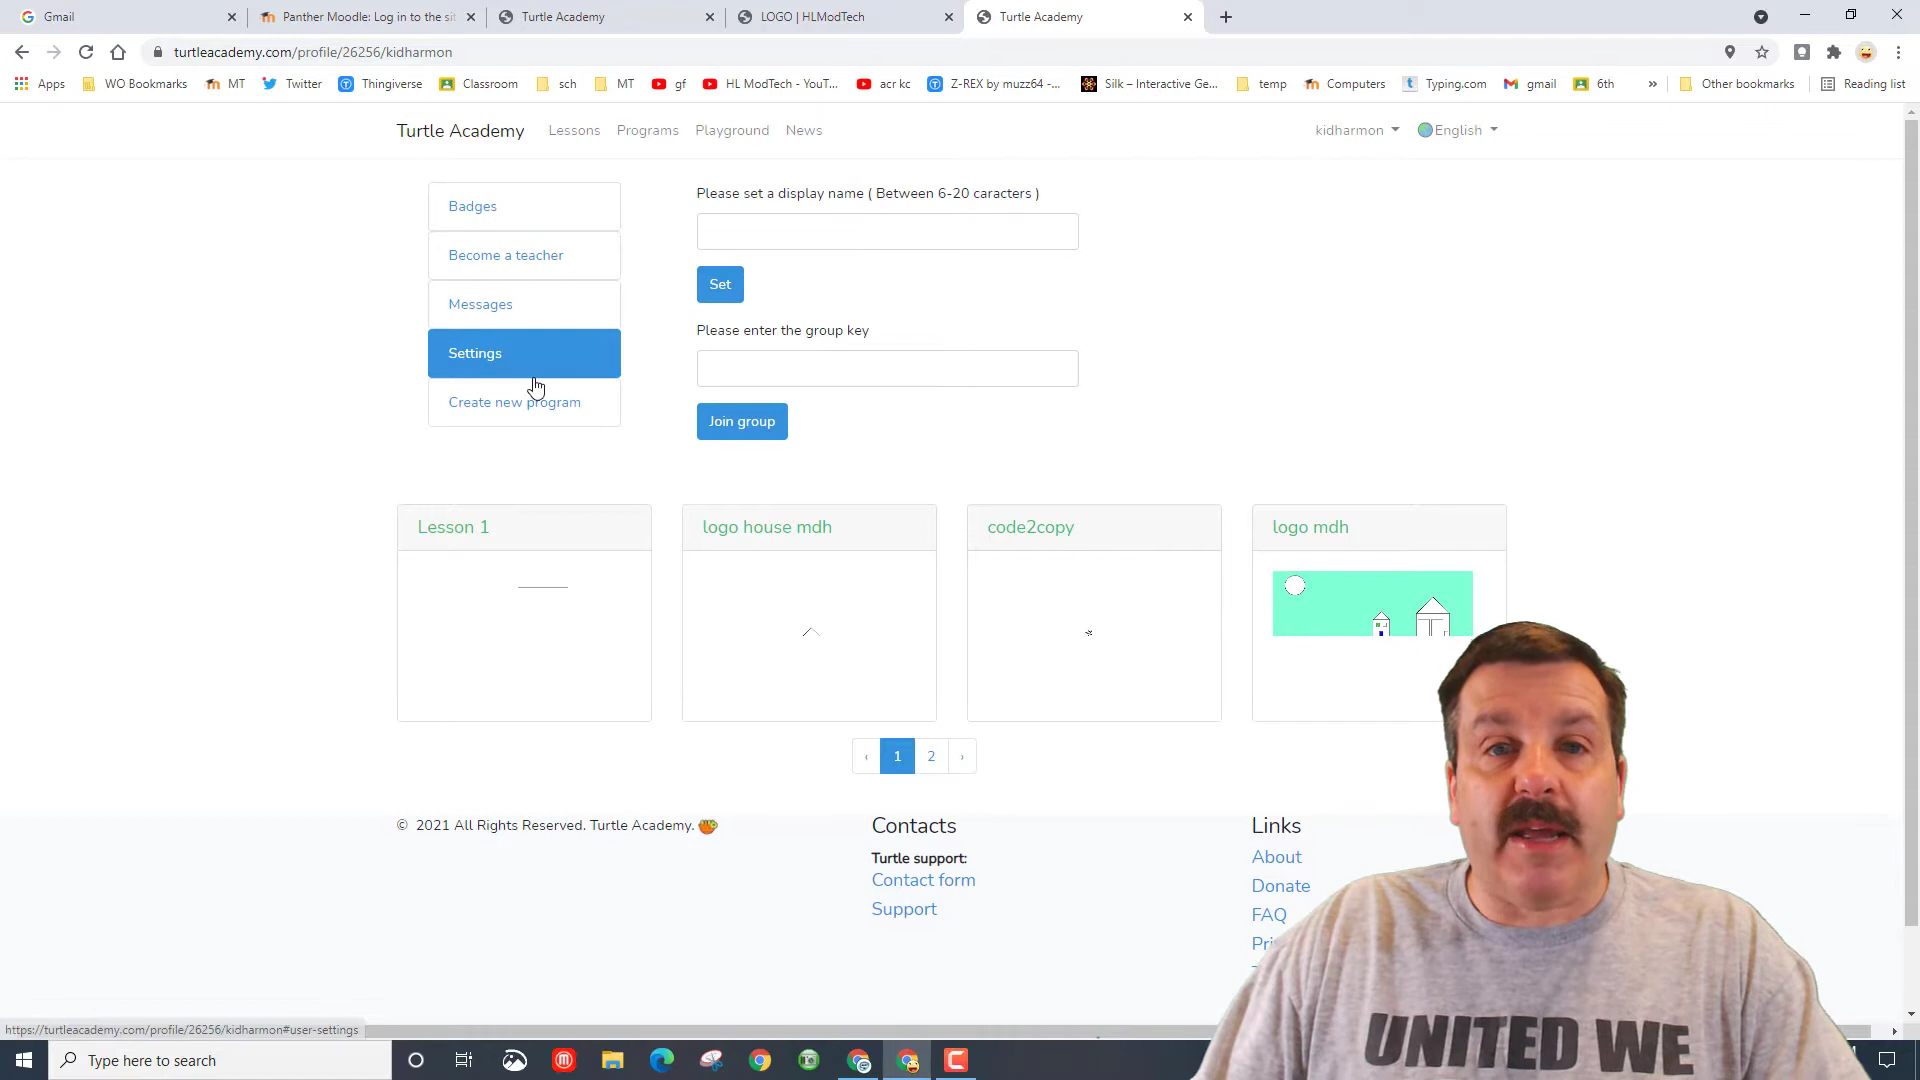 Gmail
Panther Moodle: Log in to the sit
Turtle Academy
LOGO | HLModTech
Turtle Academy
turtleacademy.com/profile/26256/kidharmon
Apps
WO Bookmarks
MT
Twitter
Thingiverse
Classroom
sch
MT
gf
HL ModTech - YouT...
acr kc
Z-REX by muzz64 -...
Silk – Interactive Ge...
temp
Computers
Typing.com
gmail
6th
»
Other bookmarks
Reading list
Turtle Academy
Lessons
Programs
Playground
News
kidharmon
English
Badges
Become a teacher
Messages
Settings
Create new program
Please set a display name ( Between 6-20 caracters )
Set
Please enter the group key
Join group
Lesson 1
logo house mdh
code2copy
logo mdh
‹ 1 2 ›
© 2021 All Rights Reserved. Turtle Academy.
Contacts
Turtle support:
Contact form
Support
Links
About
Donate
FAQ
https://turtleacademy.com/profile/26256/kidharmon#user-settings
UNITED WE
Type here to search